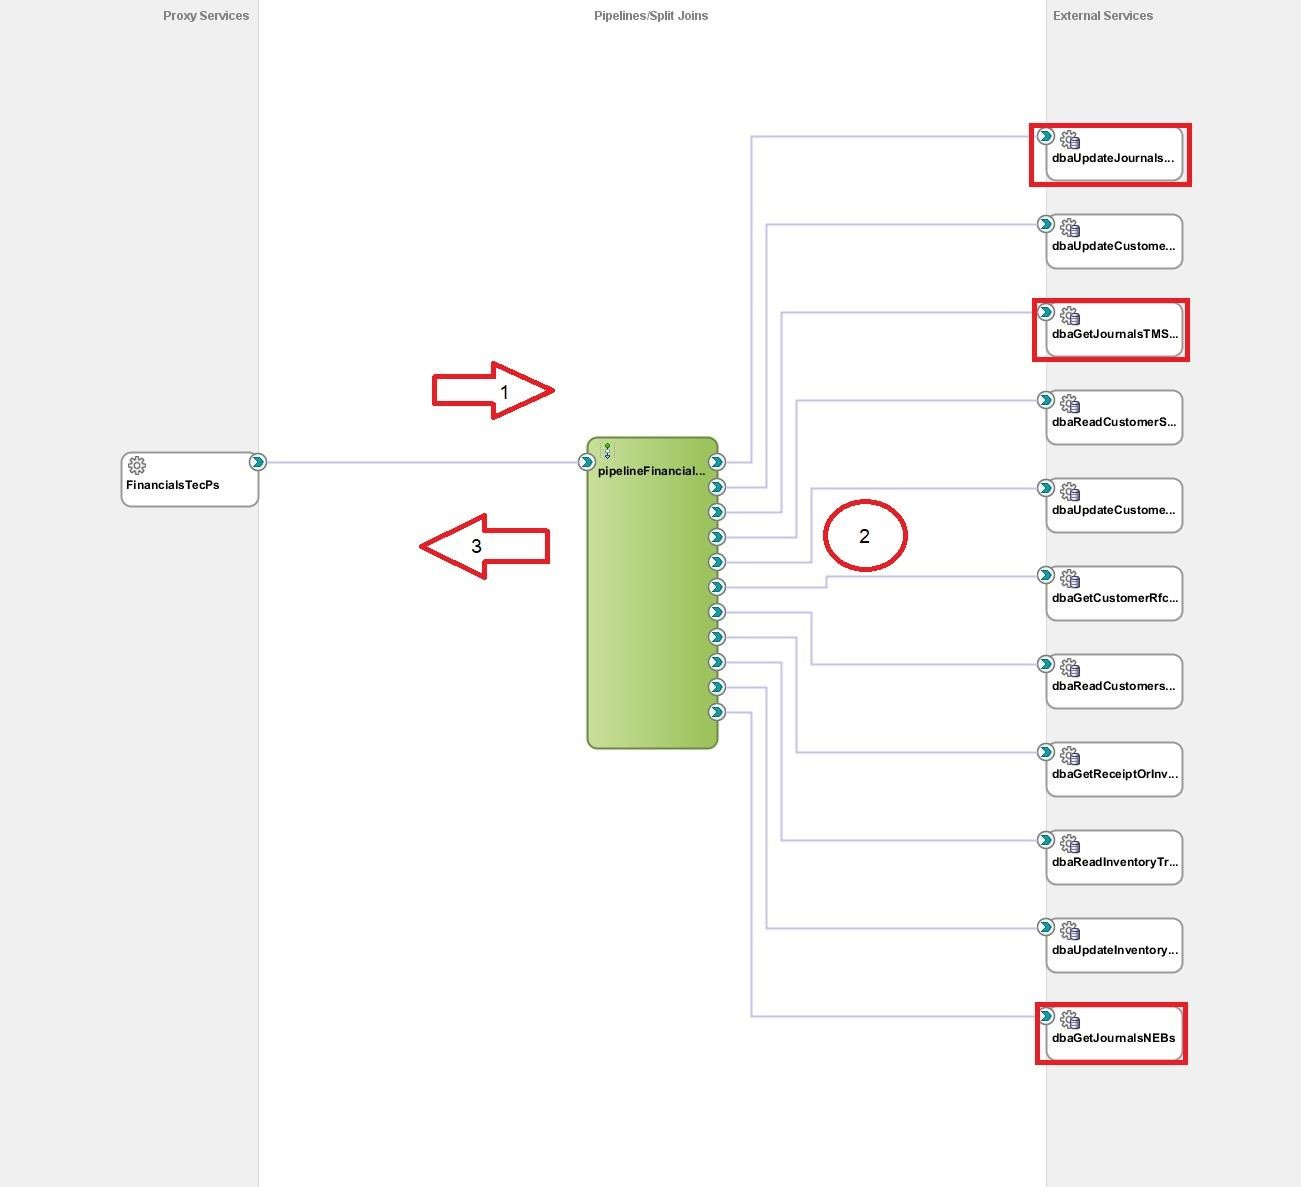 Proxy Services
Pipelines/Split Joins
External Services
dbaUpdateJournals...
dbaUpdateCustome...
dbaGetJournalsTMS...
1
dbaReadCustomerS...
FinancialsTecPs
pipelineFinancial...
dbaUpdateCustome...
3
2
dbaGetCustomerRfc...
dbaReadCustomers...
dbaGetReceiptOrInv...
dbaReadInventoryTr...
dbaUpdateInventory...
dbaGetJournalsNEBs